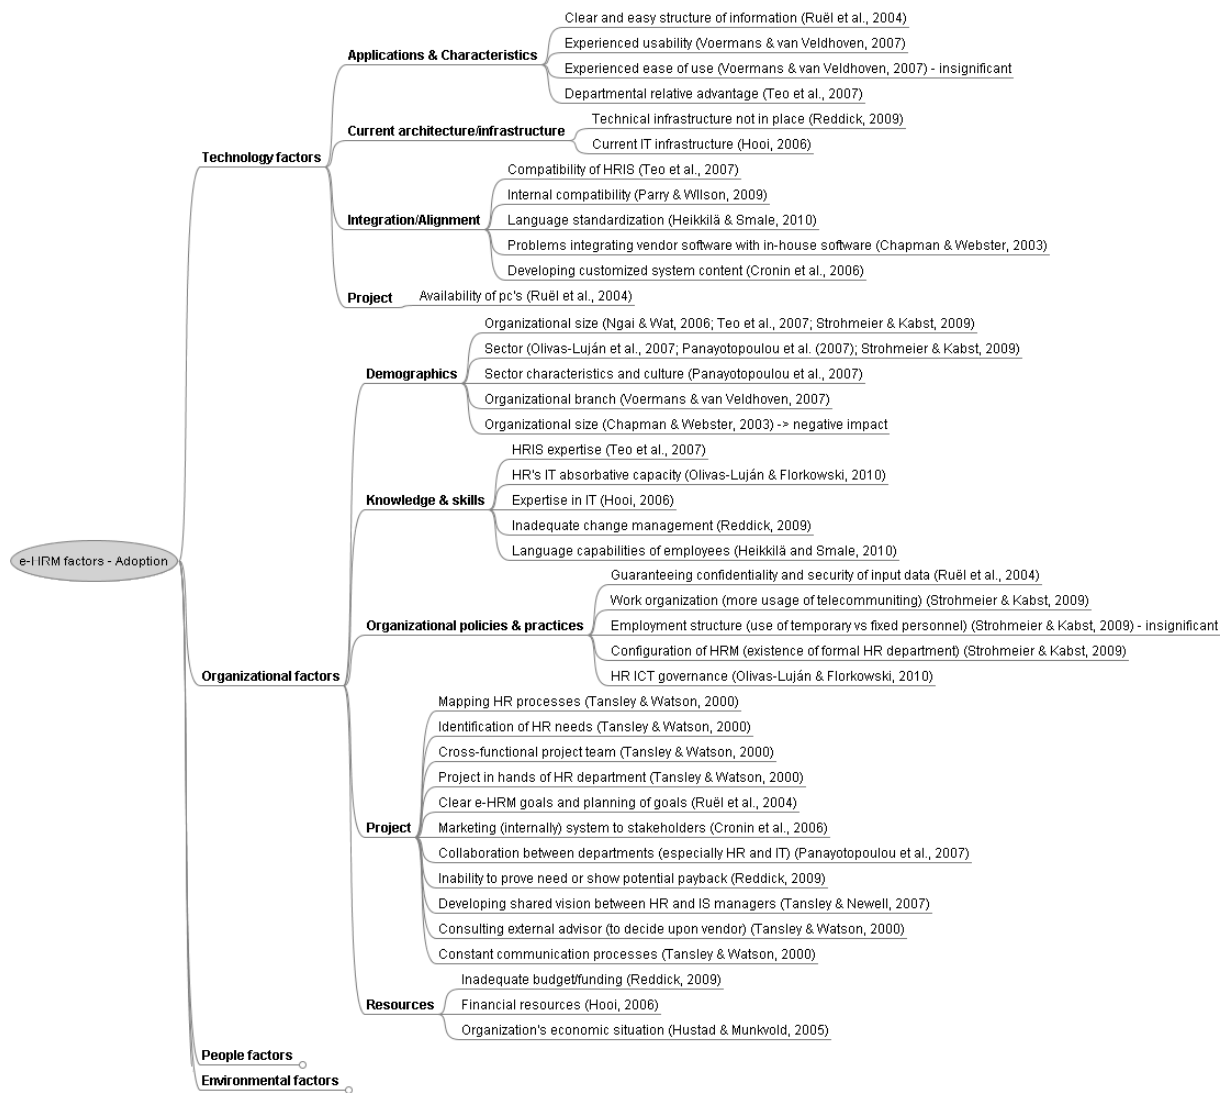 Clear and easy structure of information (Ruël et al., 2004)
Experienced usability (Voermans & van Veldhoven, 2007)
Applications & Characteristics
Experienced ease of use (Voermans & van Veldhoven, 2007) - insignificant
Departmental relative advantage (Teo et al., 2007)
Technical infrastructure not in place (Reddick, 2009)
Current architecture/infrastructure
Current IT infrastructure (Hooi, 2006)
Technology factors
Compatibility of HRIS (Teo et al., 2007)
Internal compatibility (Parry & WIlson, 2009)
Integration/Alignment
Language standardization (Heikkilä & Smale, 2010)
Problems integrating vendor software with in-house software (Chapman & Webster, 2003)
Developing customized system content (Cronin et al., 2006)
Project
Availability of pc's (Ruël et al., 2004)
Organizational size (Ngai & Wat, 2006; Teo et al., 2007; Strohmeier & Kabst, 2009)
Sector (Olivas-Luján et al., 2007; Panayotopoulou et al. (2007); Strohmeier & Kabst, 2009)
Demographics
Sector characteristics and culture (Panayotopoulou et al., 2007)
Organizational branch (Voermans & van Veldhoven, 2007)
Organizational size (Chapman & Webster, 2003) -> negative impact
HRIS expertise (Teo et al., 2007)
HR's IT absorbative capacity (Olivas-Luján & Florkowski, 2010)
Knowledge & skills
Expertise in IT (Hooi, 2006)
Inadequate change management (Reddick, 2009)
Language capabilities of employees (Heikkilä and Smale, 2010)
e-HRM factors - Adoption
Guaranteeing confidentiality and security of input data (Ruël et al., 2004)
Work organization (more usage of telecommuniting) (Strohmeier & Kabst, 2009)
Organizational policies & practices
Employment structure (use of temporary vs fixed personnel) (Strohmeier & Kabst, 2009) - insignificant
Configuration of HRM (existence of formal HR department) (Strohmeier & Kabst, 2009)
HR ICT governance (Olivas-Luján & Florkowski, 2010)
Organizational factors
Mapping HR processes (Tansley & Watson, 2000)
Identification of HR needs (Tansley & Watson, 2000)
Cross-functional project team (Tansley & Watson, 2000)
Project in hands of HR department (Tansley & Watson, 2000)
Clear e-HRM goals and planning of goals (Ruël et al., 2004)
Project
Marketing (internally) system to stakeholders (Cronin et al., 2006)
Collaboration between departments (especially HR and IT) (Panayotopoulou et al., 2007)
Inability to prove need or show potential payback (Reddick, 2009)
Developing shared vision between HR and IS managers (Tansley & Newell, 2007)
Consulting external advisor (to decide upon vendor) (Tansley & Watson, 2000)
Constant communication processes (Tansley & Watson, 2000)
Inadequate budget/funding (Reddick, 2009)
Resources
Financial resources (Hooi, 2006)
Organization's economic situation (Hustad & Munkvold, 2005)
People factors
Environmental factors